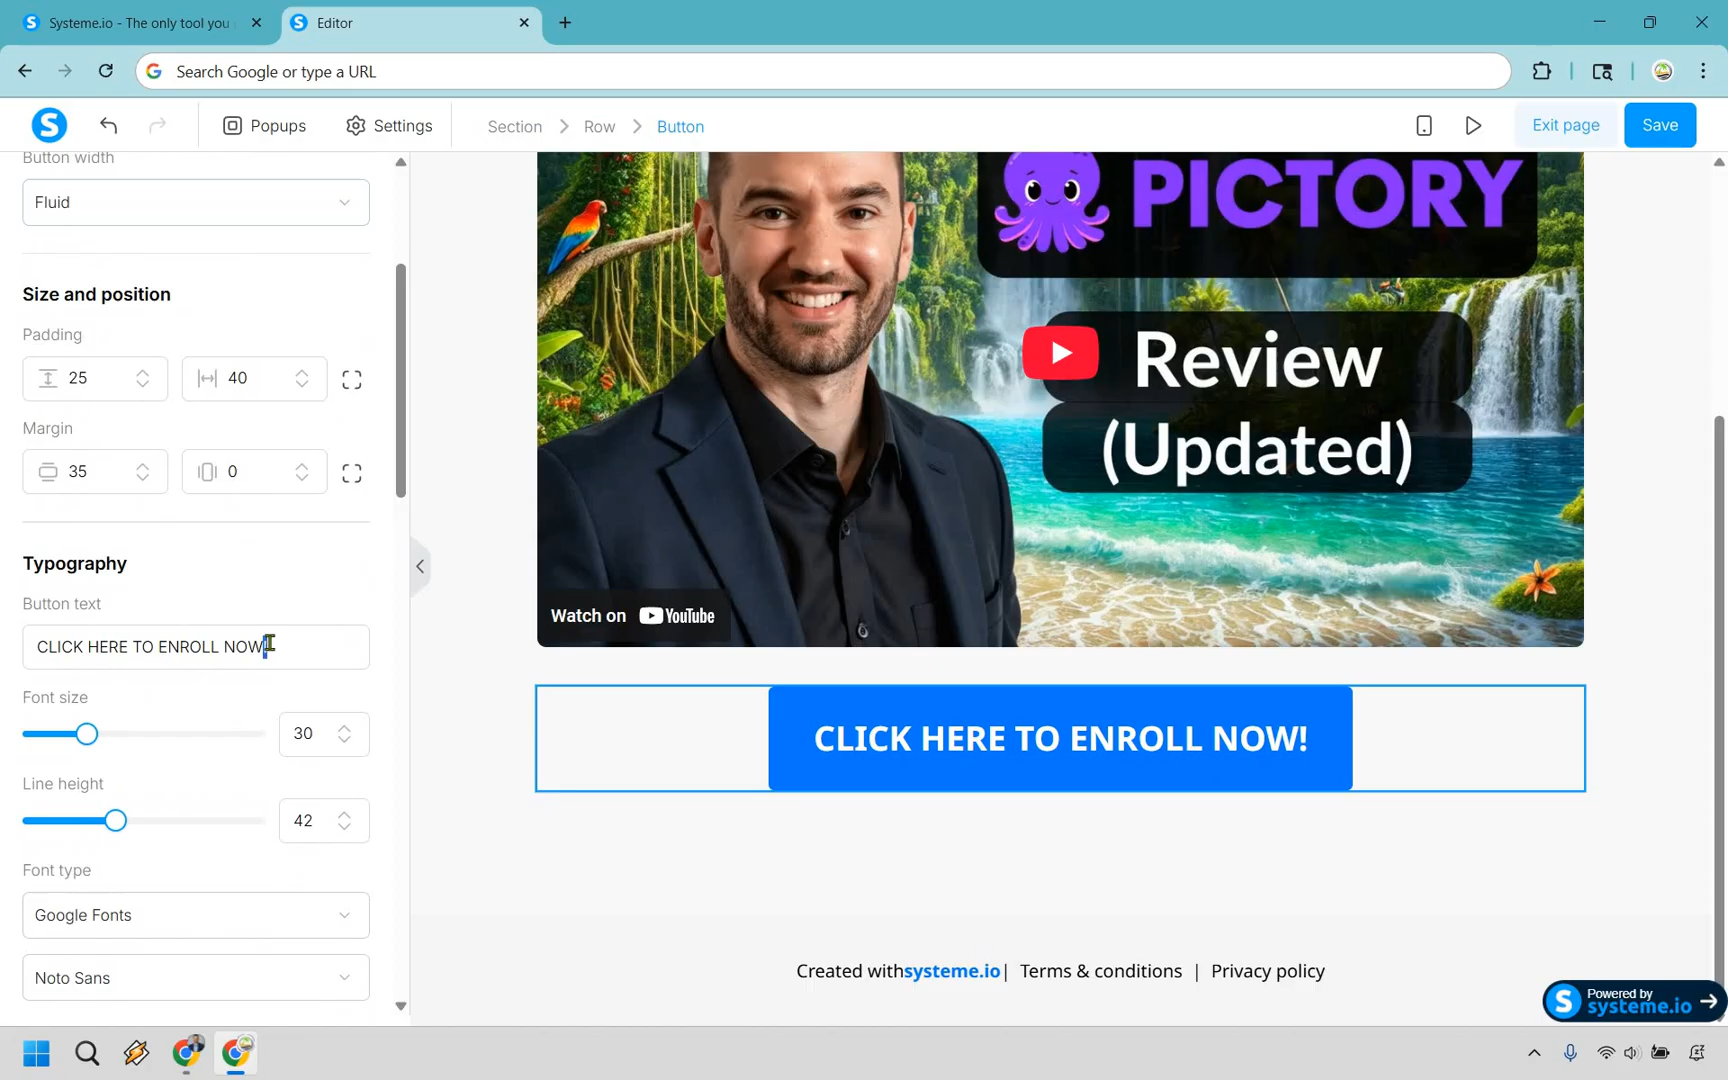 Systeme.io - The only tool you
Editor
Search Google or type a URL
S
Popups
Settings
Section
Row
Button
Exit page
Save
Button width
Fluid
Size and position
Padding
25
40
Margin
35
0
Typography
Button text
CLICK HERE TO ENROLL NOW!
Font size
30
Line height
42
Font type
Google Fonts
Noto Sans
PICTORY
Review
(Updated)
Watch on YouTube
CLICK HERE TO ENROLL NOW!
Created withsysteme.io| Terms & conditions | Privacy policy
S
Powered by
systeme.io